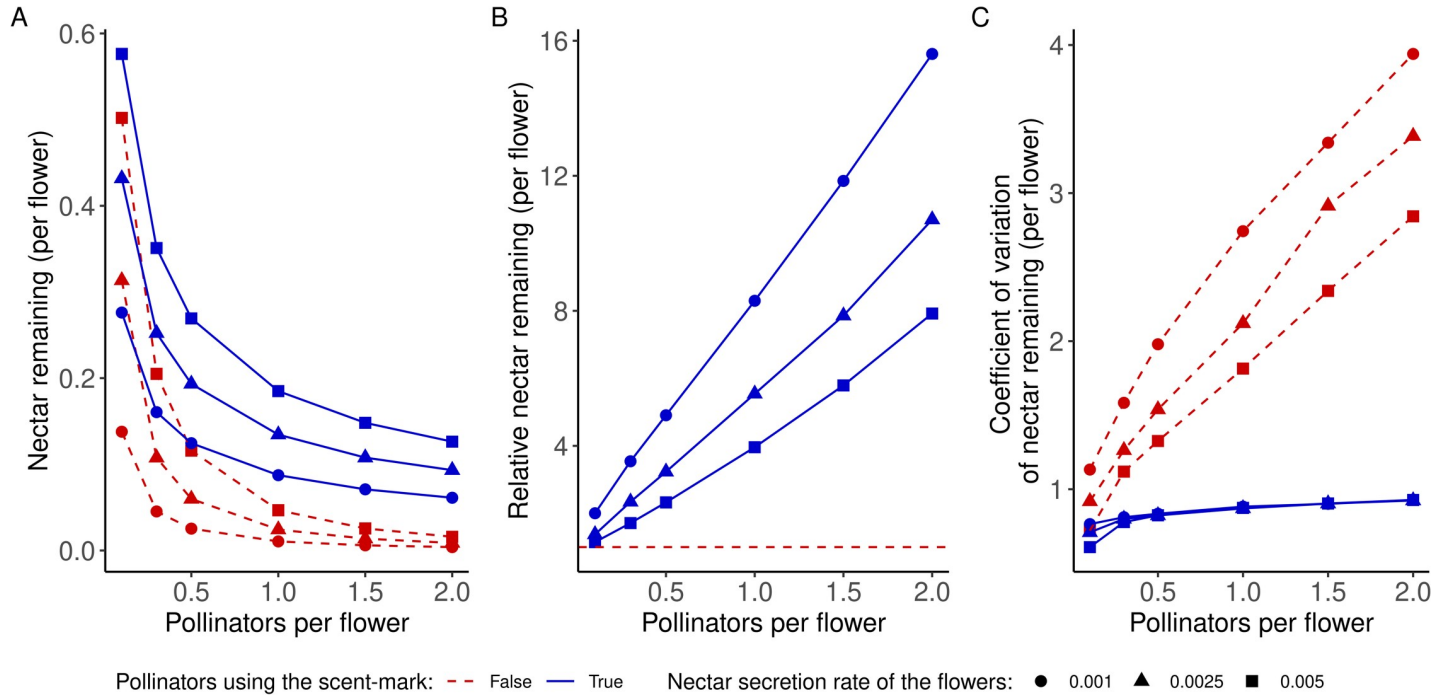 A
Nectar remaining (per flower)
0.6
0.4
0.2
0.0
0.5 1.0 1.5 2.0
Pollinators per flower
B
Relative nectar remaining (per flower)
16
12
8
4
0.5 1.0 1.5 2.0
Pollinators per flower
C
Coefficient of variation
of nectar remaining (per flower)
4
3
2
1
0.5 1.0 1.5 2.0
Pollinators per flower
Pollinators using the scent-mark: False True Nectar secretion rate of the flowers: 0.001 0.0025 0.005